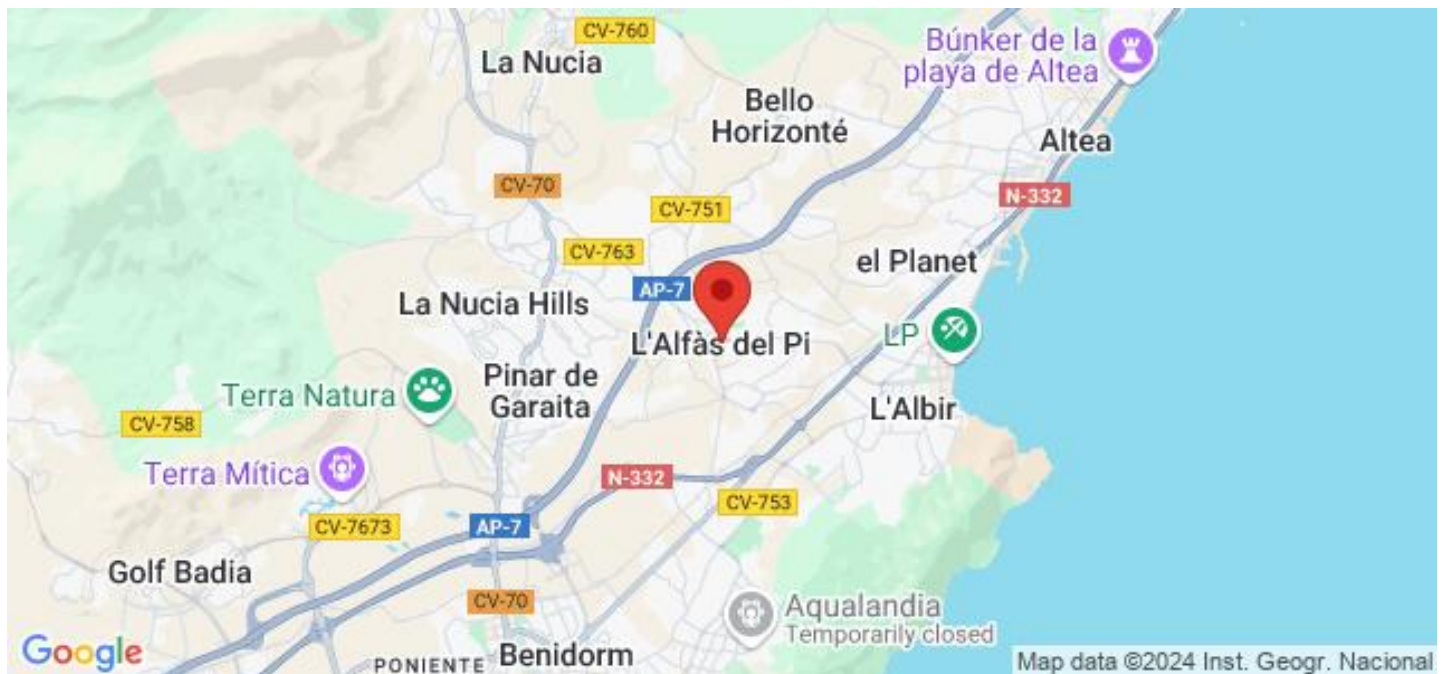 CV-760
La Nucia
Búnker de la
playa de Altea
Bello
Horizonté
Altea
CV-70
N-332
CV-751
CV-763
el Planet
AP-7
La Nucia Hills
L'Alfàs del Pi
LP
Pinar de
Garaita
Terra Natura
L'Albir
CV-758
Terra Mítica
N-332
CV-753
CV-7673
AP-7
Golf Badia
CV-70
Aqualandia
Temporarily closed
Google
PONIENTE
Benidorm
Map data ©2024 Inst. Geogr. Nacional